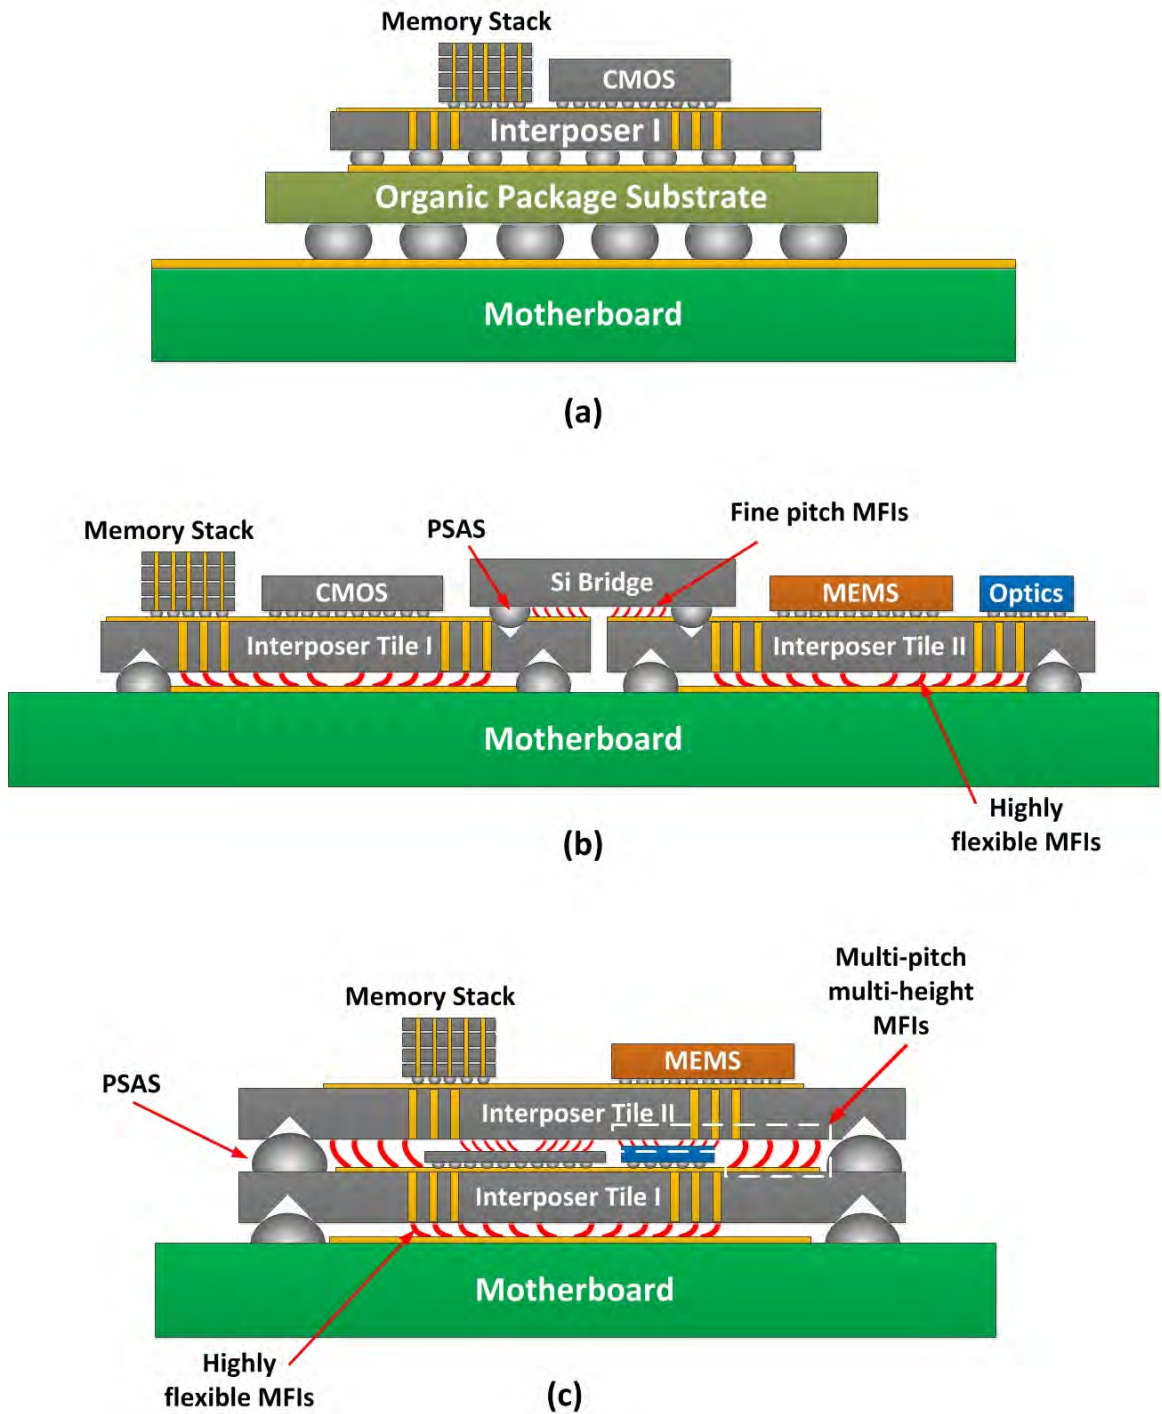 Memory Stack
CMOS
Interposer I
Organic Package Substrate
Motherboard
(a)
Fine pitch MFIs
PSAS
Memory Stack
Si Bridge
CMOS
MEMS
Optics
Interposer Tile I
Interposer Tile II
Motherboard
Highly
flexible MFIs
(b)
Multi-pitch
multi-height
MFIs
Memory Stack
MEMS
PSAS
Interposer Tile II
Interposer Tile I
Motherboard
Highly
flexible MFIs
(c)